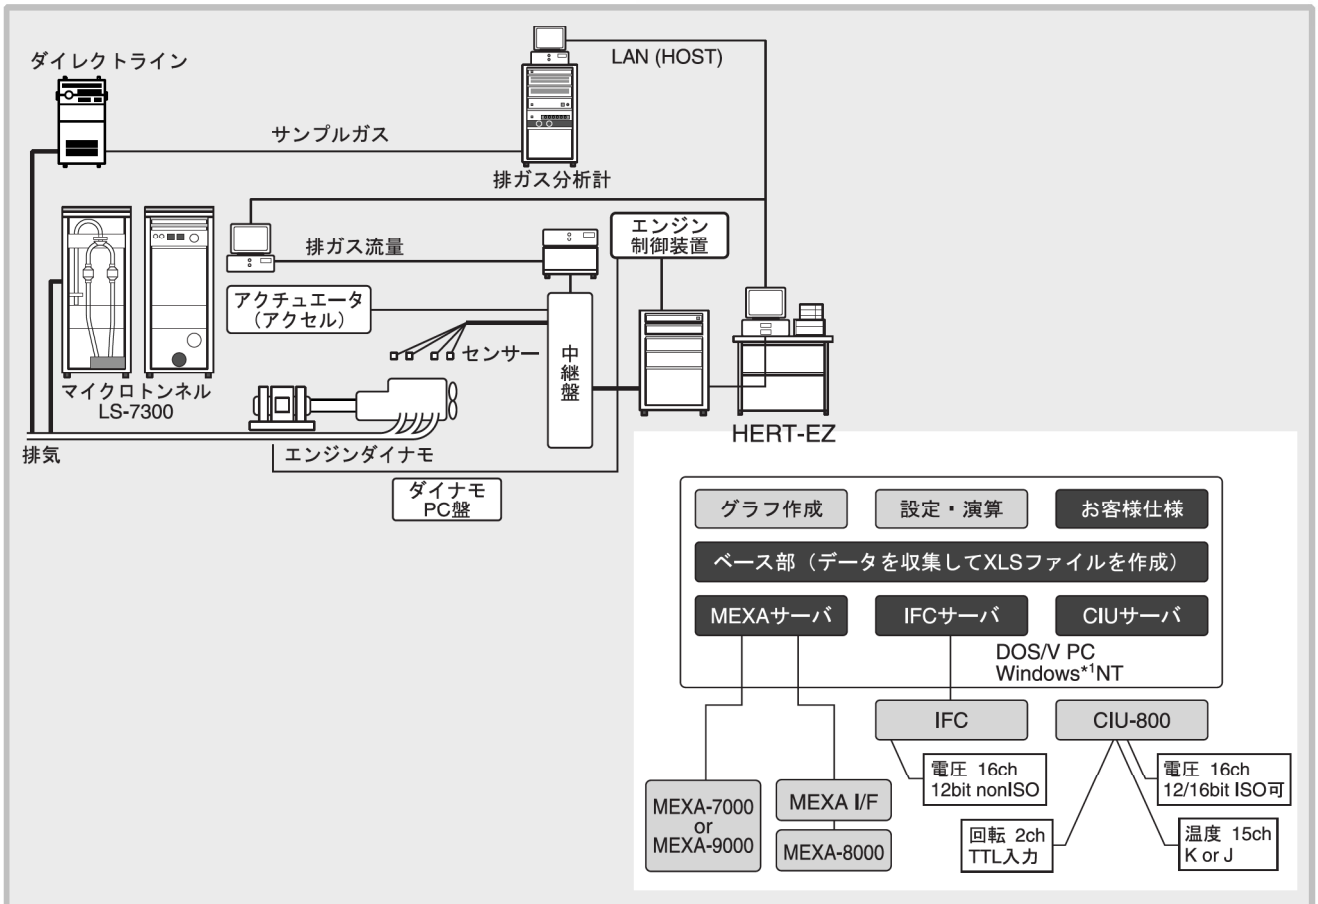 ダイレクトライン
LAN (HOST)
サンプルガス
排ガス分析計
エンジン
制御装置
排ガス流量
アクチュエータ
（アクセル）
センサー
中継盤
マイクロトンネル
LS-7300
HERT-EZ
排気
エンジンダイナモ
ダイナモ
PC盤
グラフ作成
設定・演算
お客様仕様
ベース部（データを収集してXLSファイルを作成）
MEXAサーバ
IFCサーバ
CIUサーバ
DOS/V PC
Windows*1NT
IFC
CIU-800
電圧 16ch
12bit nonISO
電圧 16ch
12/16bit ISO可
MEXA-7000
or
MEXA-9000
MEXA I/F
MEXA-8000
回転 2ch
TTL入力
温度 15ch
K or J